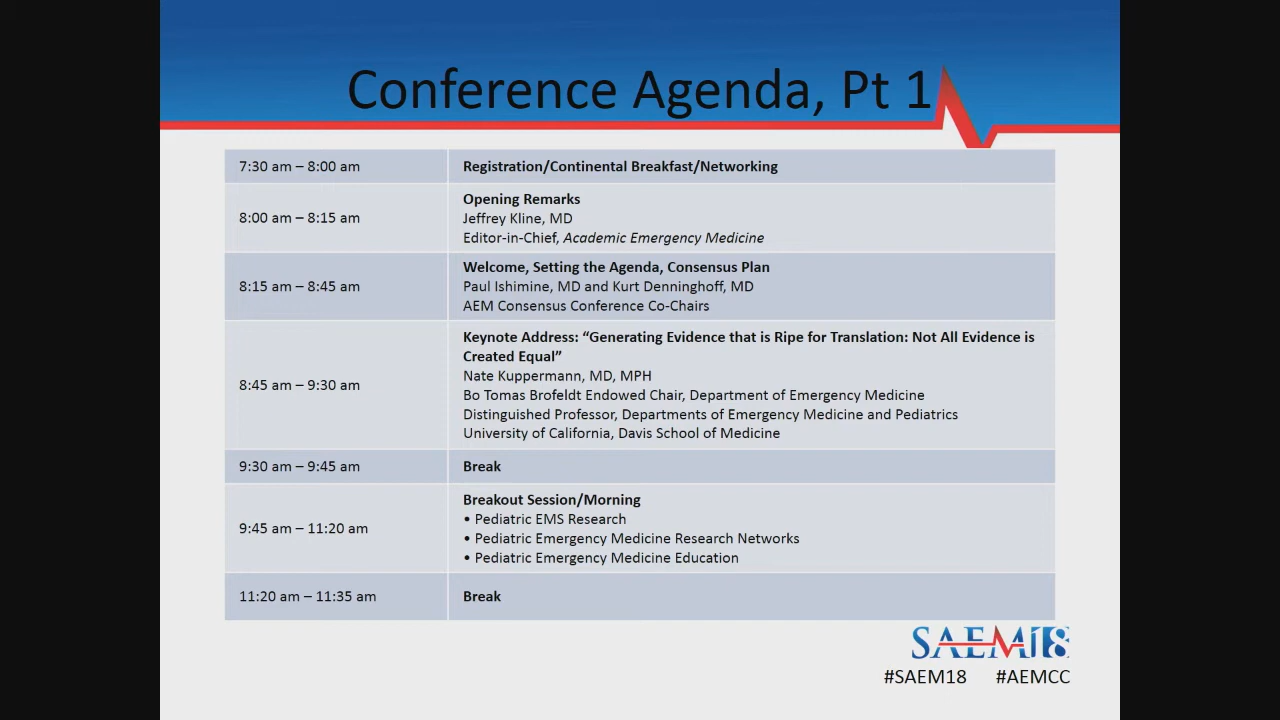 Conference Agenda, Pt 1
7:30 am – 8:00 am
Registration/Continental Breakfast/Networking
8:00 am – 8:15 am
Opening Remarks
Jeffrey Kline, MD
Editor-in-Chief, Academic Emergency Medicine
8:15 am – 8:45 am
Welcome, Setting the Agenda, Consensus Plan
Paul Ishimine, MD and Kurt Denninghoff, MD
AEM Consensus Conference Co-Chairs
8:45 am – 9:30 am
Keynote Address: “Generating Evidence that is Ripe for Translation: Not All Evidence is
Created Equal”
Nate Kuppermann, MD, MPH
Bo Tomas Brofeldt Endowed Chair, Department of Emergency Medicine
Distinguished Professor, Departments of Emergency Medicine and Pediatrics
University of California, Davis School of Medicine
9:30 am – 9:45 am
Break
9:45 am – 11:20 am
Breakout Session/Morning
• Pediatric EMS Research
• Pediatric Emergency Medicine Research Networks
• Pediatric Emergency Medicine Education
11:20 am – 11:35 am
Break
SAEM18
#SAEM18 #AEMCC